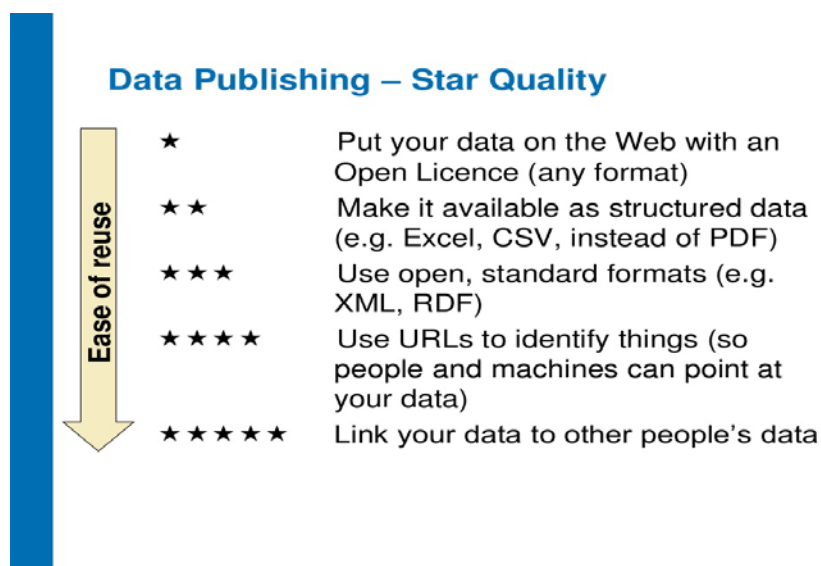 Data Publishing – Star Quality
Ease of reuse
★ Put your data on the Web with an
Open Licence (any format)
★★ Make it available as structured data
(e.g. Excel, CSV, instead of PDF)
★★★ Use open, standard formats (e.g.
XML, RDF)
★★★★ Use URLs to identify things (so
people and machines can point at
your data)
★★★★★ Link your data to other people's data